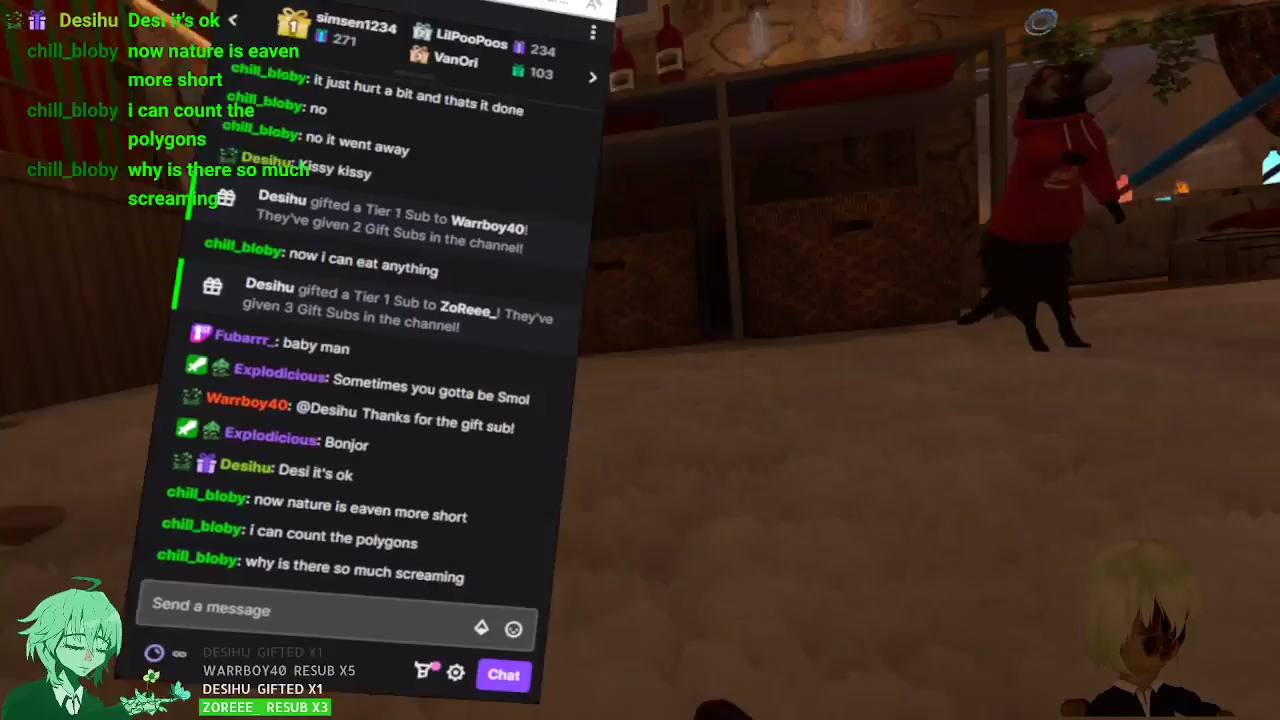 Desihu Desi it's ok
chill_bloby now nature is eaven
more short
chill_bloby i can count the
polygons
chill_bloby why is there so much
screaming
1 simsen1234
271
LilPooPoos 234
VanOri 103
chill_bloby: it just hurt a bit and thats it done
chill_bloby: no
chill_bloby: no it went away
Desihu: Kissy kissy
Desihu gifted a Tier 1 Sub to Warrboy40!
They've given 2 Gift Subs in the channel!
chill_bloby: now i can eat anything
Desihu gifted a Tier 1 Sub to ZoReee_! They've
given 3 Gift Subs in the channel!
Fubarrr_: baby man
Explodicious: Sometimes you gotta be Smol
Warrboy40: @Desihu Thanks for the gift sub!
Explodicious: Bonjor
Desihu: Desi it's ok
chill_bloby: now nature is eaven more short
chill_bloby: i can count the polygons
chill_bloby: why is there so much screaming
Send a message
Chat
DESIHU GIFTED X1
WARRBOY40 RESUB X5
DESIHU GIFTED X1
ZOREEE_ RESUB X3